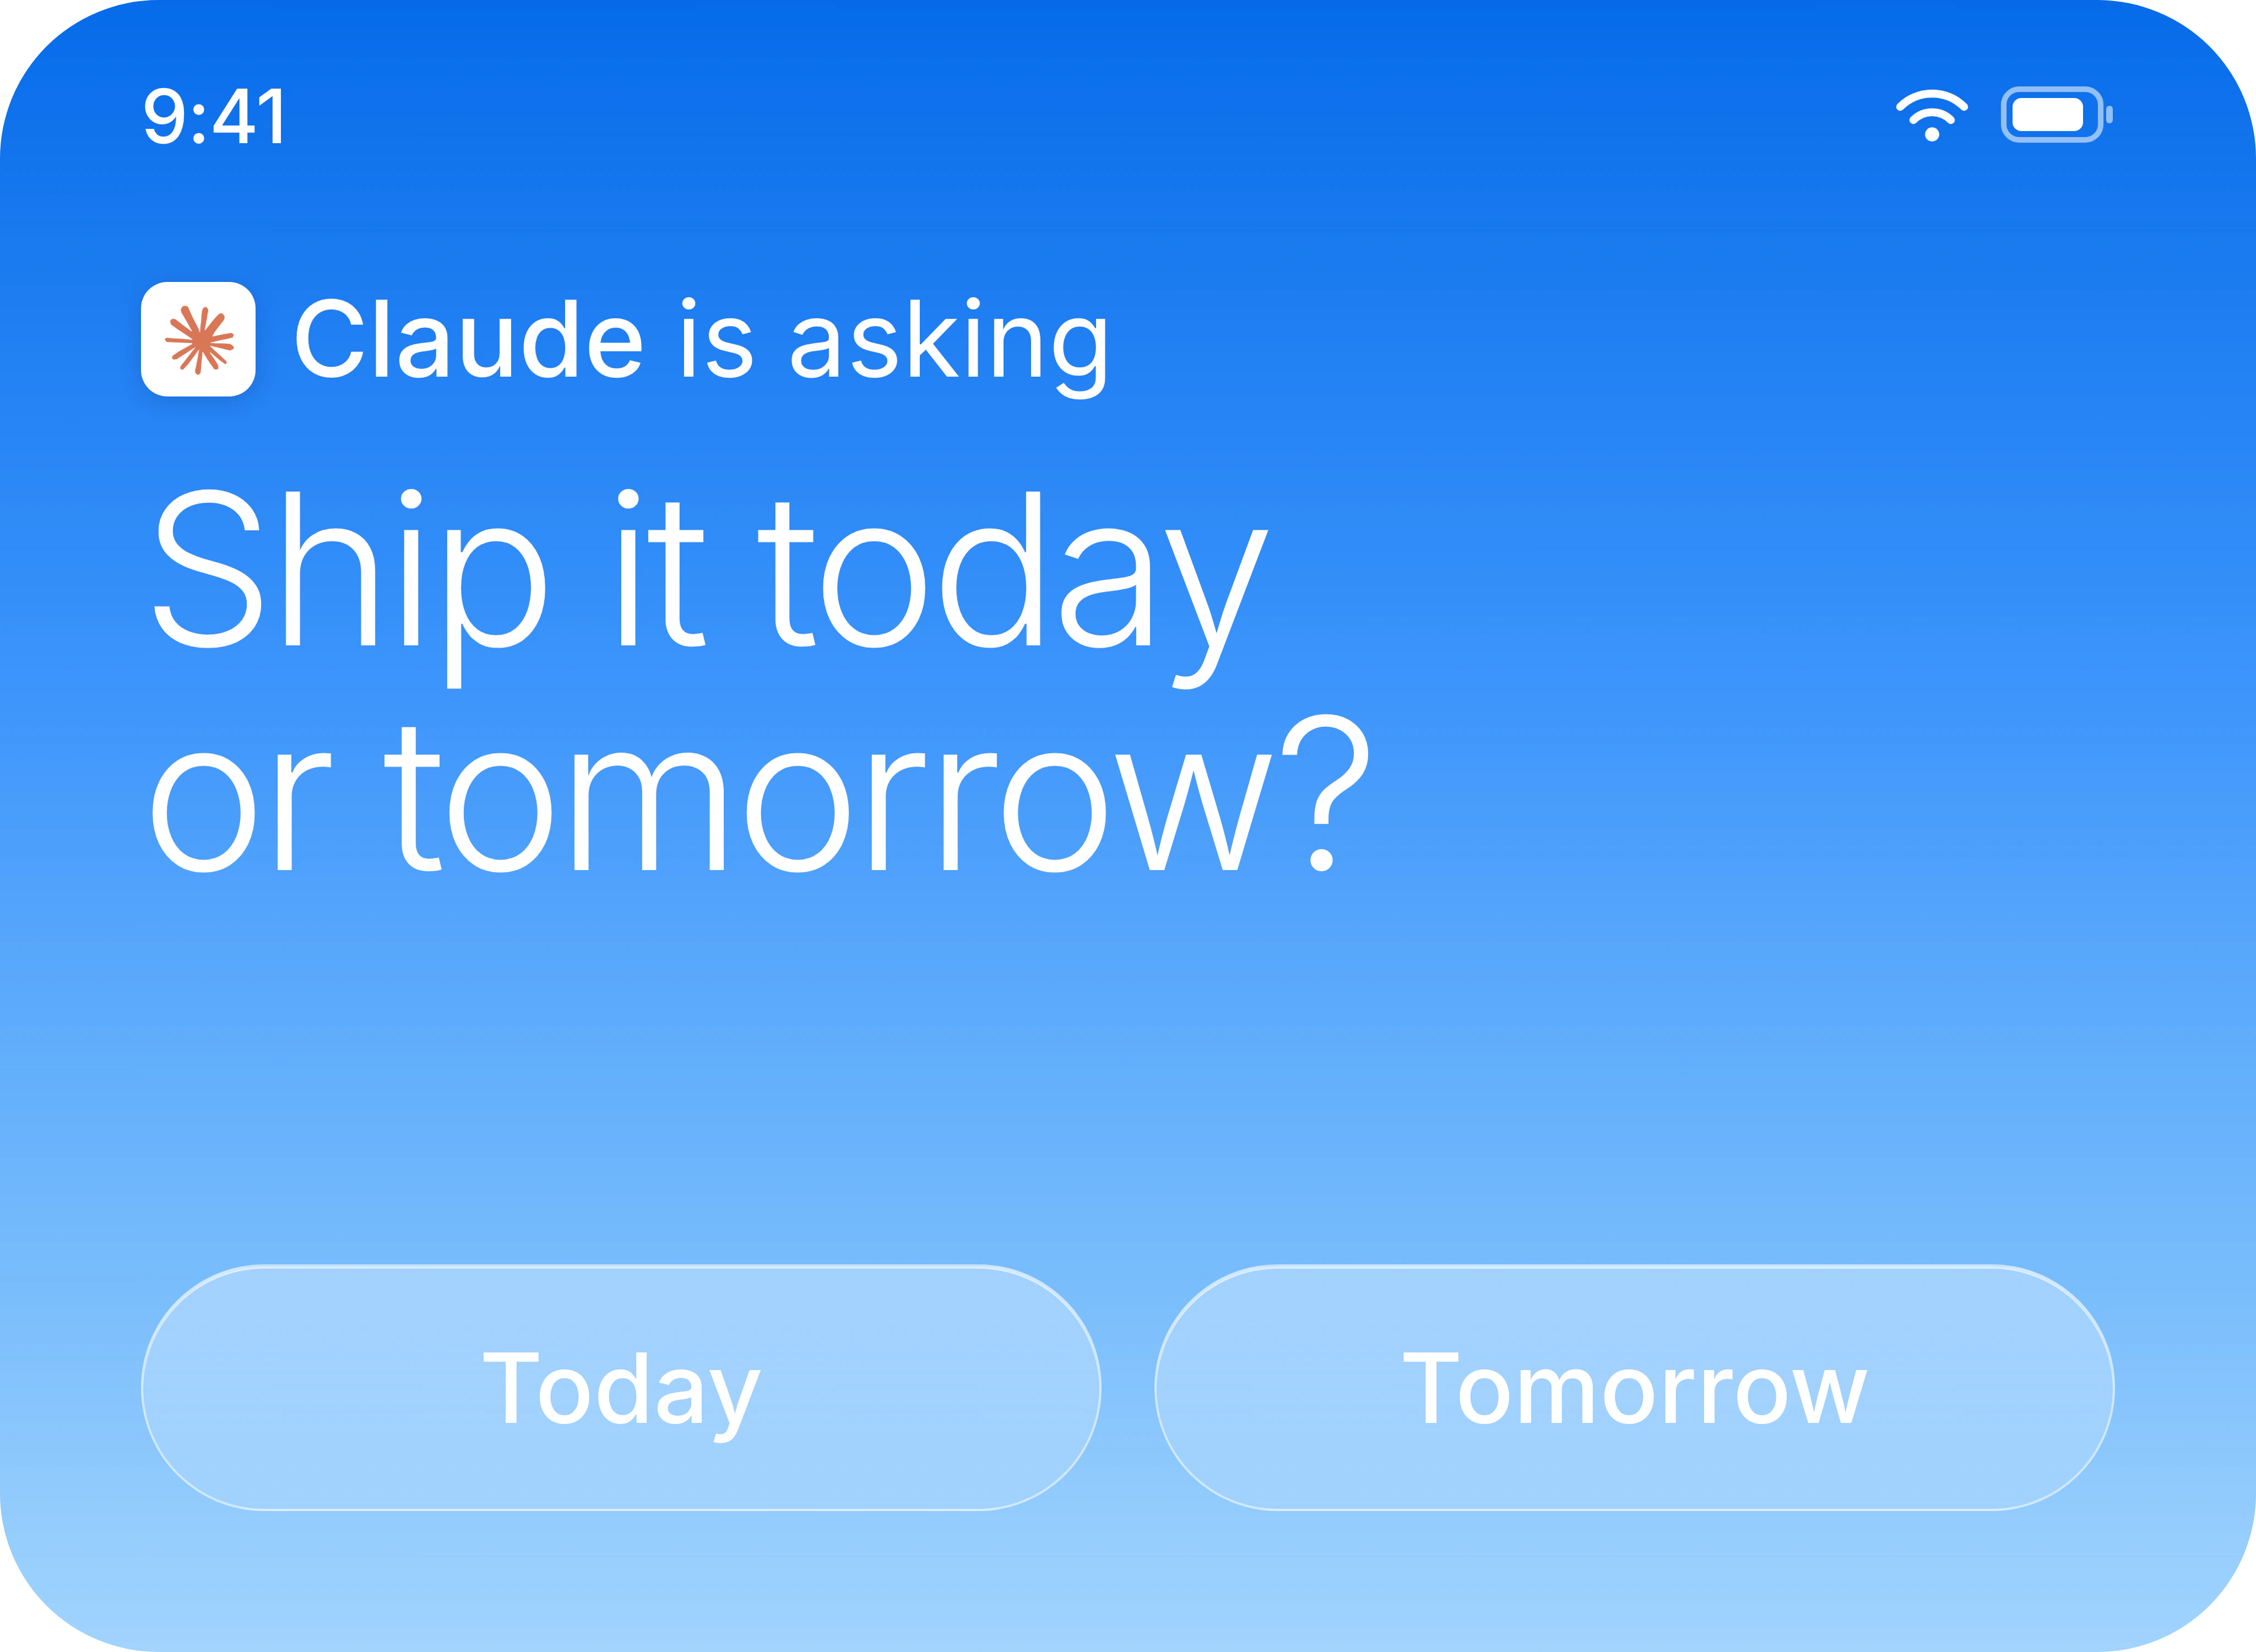 9:41
Claude is asking
Ship it today
or tomorrow?
Today
Tomorrow